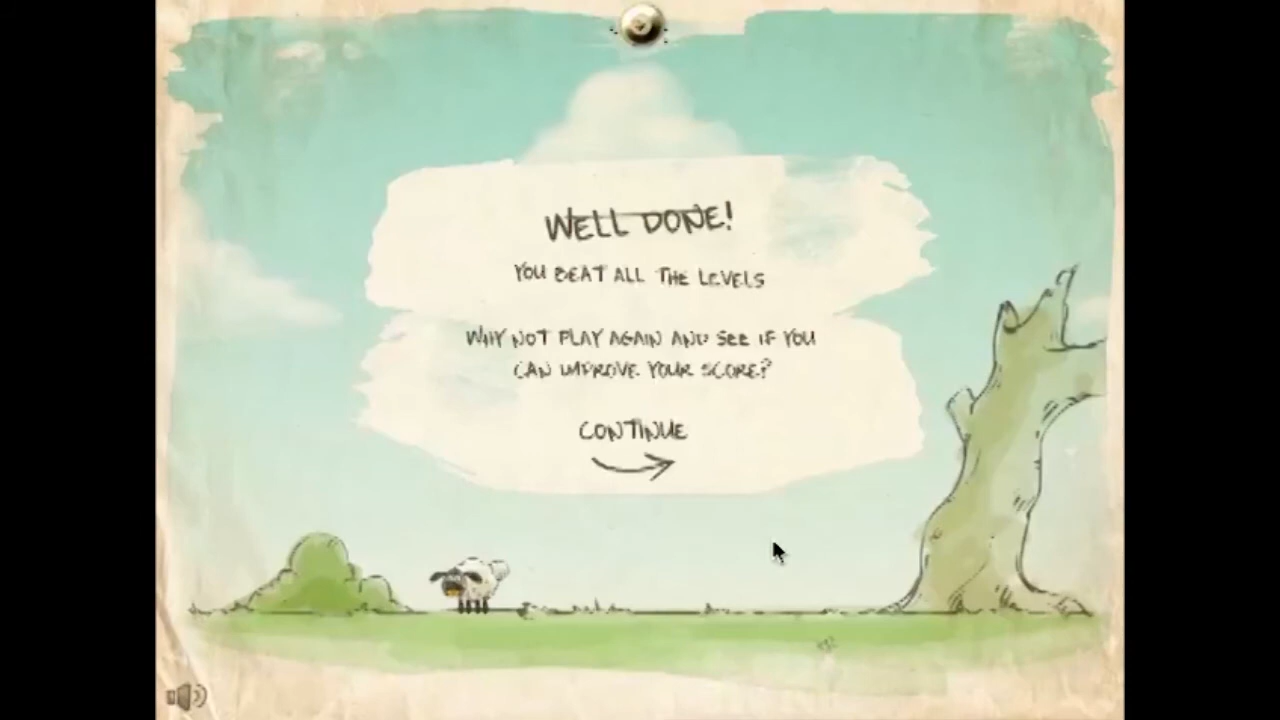 WELL DONE!
YOU BEAT ALL THE LEVELS
WHY NOT PLAY AGAIN AND SEE IF YOU
CAN IMPROVE YOUR SCORE?
CONTINUE